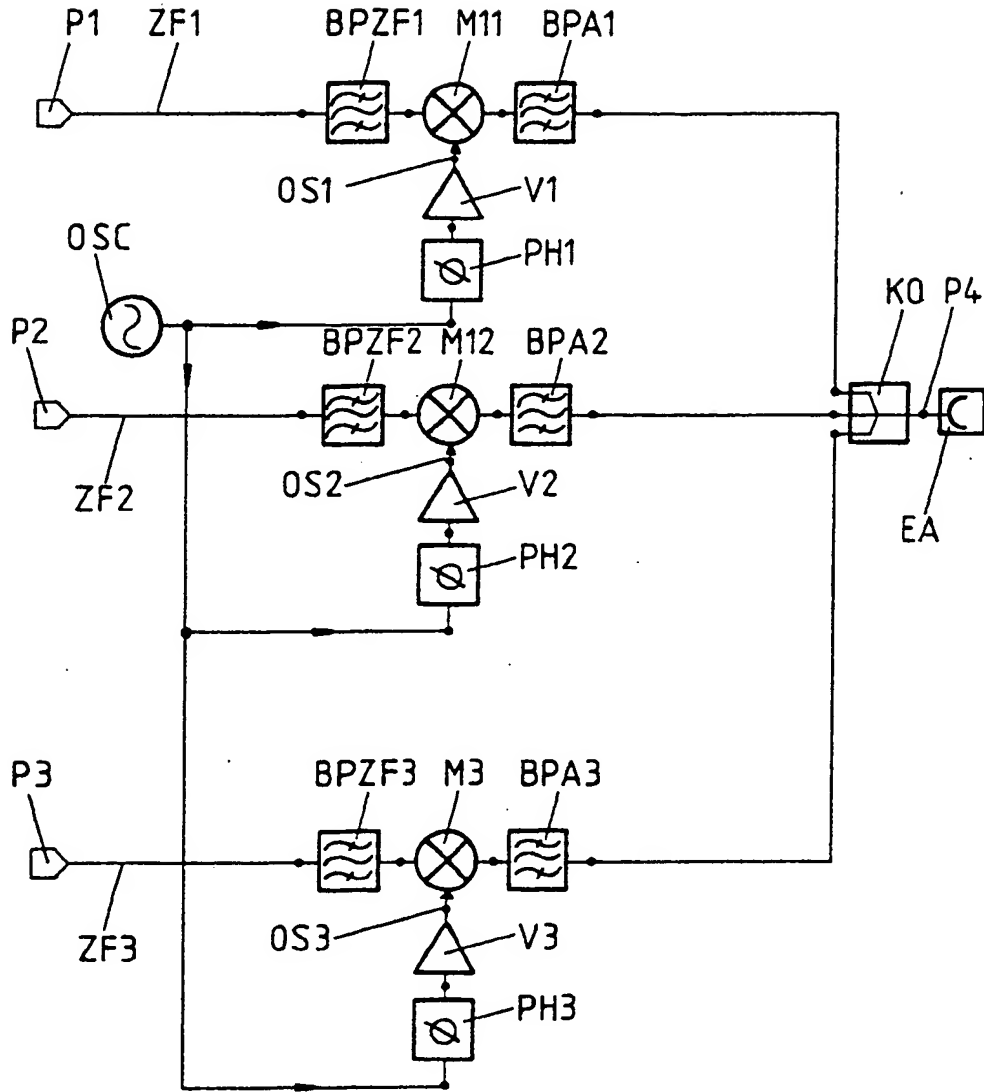 P1 ZF1 BPZF1 M11 BPA1
OS1 V1
OSC PH1
KO P4
P2 BPZF2 M12 BPA2
ZF2 OS2 V2
EA
PH2
P3 BPZF3 M3 BPA3
ZF3 OS3 V3
PH3